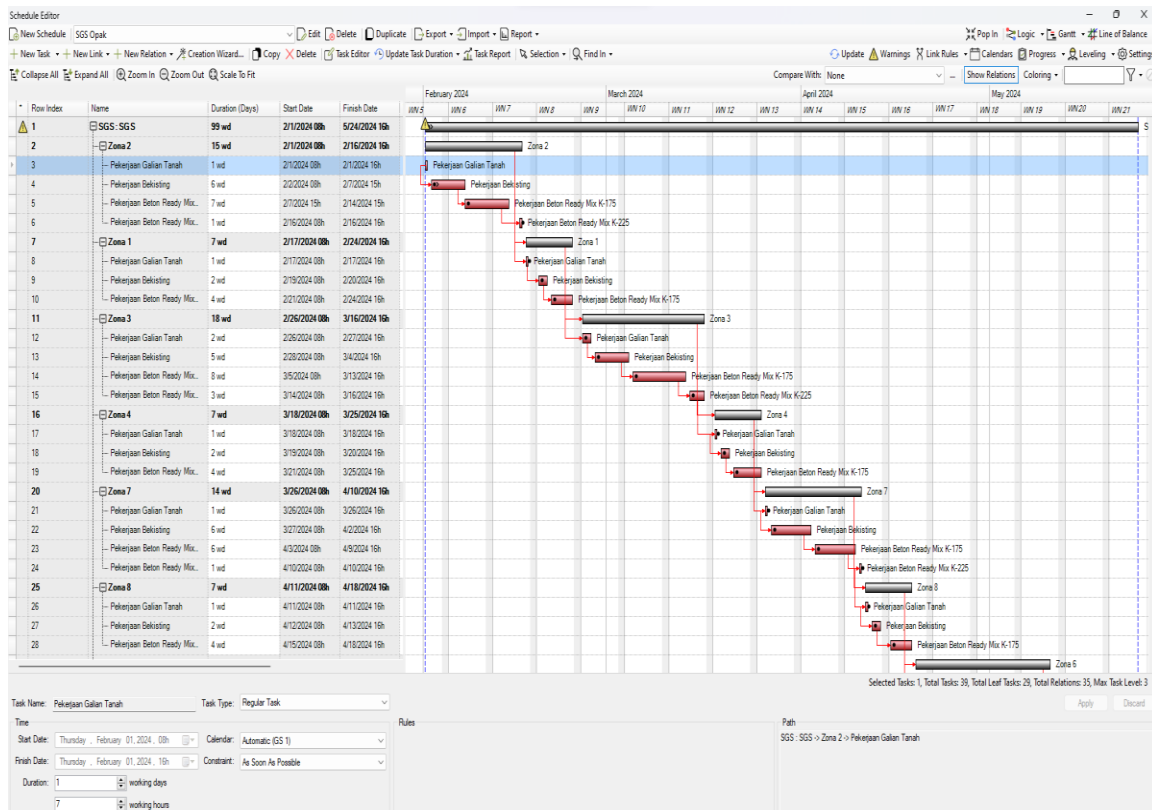 Schedule Editor
New Schedule SGS Opak Edit Delete Duplicate Export Import Report Pop In Logic Gantt Line of Balance
New Task New Link New Relation Creation Wizard... Copy Delete Task Editor Update Task Duration Task Report Selection Find In Update Warnings Link Rules Calendars Progress Leveling Settings
Collapse All Expand All Zoom In Zoom Out Scale To Fit Compare With: None ... Show Relations Coloring
February 2024 March 2024 April 2024 May 2024
Row Index Name Duration (Days) Start Date Finish Date WN 5 WN 6 WN 7 WN 8 WN 9 WN 10 WN 11 WN 12 WN 13 WN 14 WN 15 WN 16 WN 17 WN 18 WN 19 WN20 WN 21
1 SGS : SGS 99 wd 2/1/2024 08h 5/24/2024 16h S
2 Zona 2 15 wd 2/1/2024 08h 2/16/2024 16h Zona 2
3 Pekerjaan Galian Tanah 1 wd 2/1/2024 08h 2/1/2024 16h Pekerjaan Galian Tanah
4 Pekerjaan Bekisting 6 wd 2/2/2024 08h 2/7/2024 15h Pekerjaan Bekisting
5 Pekerjaan Beton Ready Mix... 7 wd 2/7/2024 15h 2/14/2024 15h Pekerjaan Beton Ready Mix K-175
6 Pekerjaan Beton Ready Mix... 1 wd 2/16/2024 08h 2/16/2024 16h Pekerjaan Beton Ready Mix K-225
7 Zona 1 7 wd 2/17/2024 08h 2/24/2024 16h Zona 1
8 Pekerjaan Galian Tanah 1 wd 2/17/2024 08h 2/17/2024 16h Pekerjaan Galian Tanah
9 Pekerjaan Bekisting 2 wd 2/19/2024 08h 2/20/2024 16h Pekerjaan Bekisting
10 Pekerjaan Beton Ready Mix... 4 wd 2/21/2024 08h 2/24/2024 16h Pekerjaan Beton Ready Mix K-175
11 Zona 3 18 wd 2/26/2024 08h 3/16/2024 16h Zona 3
12 Pekerjaan Galian Tanah 2 wd 2/26/2024 08h 2/27/2024 16h Pekerjaan Galian Tanah
13 Pekerjaan Bekisting 5 wd 2/28/2024 08h 3/4/2024 16h Pekerjaan Bekisting
14 Pekerjaan Beton Ready Mix... 8 wd 3/5/2024 08h 3/13/2024 16h Pekerjaan Beton Ready Mix K-175
15 Pekerjaan Beton Ready Mix... 3 wd 3/14/2024 08h 3/16/2024 16h Pekerjaan Beton Ready Mix K-225
16 Zona 4 7 wd 3/18/2024 08h 3/25/2024 16h Zona 4
17 Pekerjaan Galian Tanah 1 wd 3/18/2024 08h 3/18/2024 16h Pekerjaan Galian Tanah
18 Pekerjaan Bekisting 2 wd 3/19/2024 08h 3/20/2024 16h Pekerjaan Bekisting
19 Pekerjaan Beton Ready Mix... 4 wd 3/21/2024 08h 3/25/2024 16h Pekerjaan Beton Ready Mix K-175
20 Zona 7 14 wd 3/26/2024 08h 4/10/2024 16h Zona 7
21 Pekerjaan Galian Tanah 1 wd 3/26/2024 08h 3/26/2024 16h Pekerjaan Galian Tanah
22 Pekerjaan Bekisting 6 wd 3/27/2024 08h 4/2/2024 16h Pekerjaan Bekisting
23 Pekerjaan Beton Ready Mix... 6 wd 4/3/2024 08h 4/9/2024 16h Pekerjaan Beton Ready Mix K-175
24 Pekerjaan Beton Ready Mix... 1 wd 4/10/2024 08h 4/10/2024 16h Pekerjaan Beton Ready Mix K-225
25 Zona 8 7 wd 4/11/2024 08h 4/18/2024 16h Zona 8
26 Pekerjaan Galian Tanah 1 wd 4/11/2024 08h 4/11/2024 16h Pekerjaan Galian Tanah
27 Pekerjaan Bekisting 2 wd 4/12/2024 08h 4/13/2024 16h Pekerjaan Bekisting
28 Pekerjaan Beton Ready Mix... 4 wd 4/15/2024 08h 4/18/2024 16h Pekerjaan Beton Ready Mix K-175
Zona 6
Selected Tasks: 1, Total Tasks: 39, Total Leaf Tasks: 29, Total Relations: 35, Max Task Level: 3
Task Name: Pekerjaan Galian Tanah Task Type: Regular Task Apply Discard
Time Rules Path
Start Date: Thursday , February 01, 2024 , 08h Calendar: Automatic (GS 1) SGS : SGS -> Zona 2 -> Pekerjaan Galian Tanah
Finish Date: Thursday , February 01, 2024 , 16h Constraint: As Soon As Possible
Duration: 1 working days
7 working hours